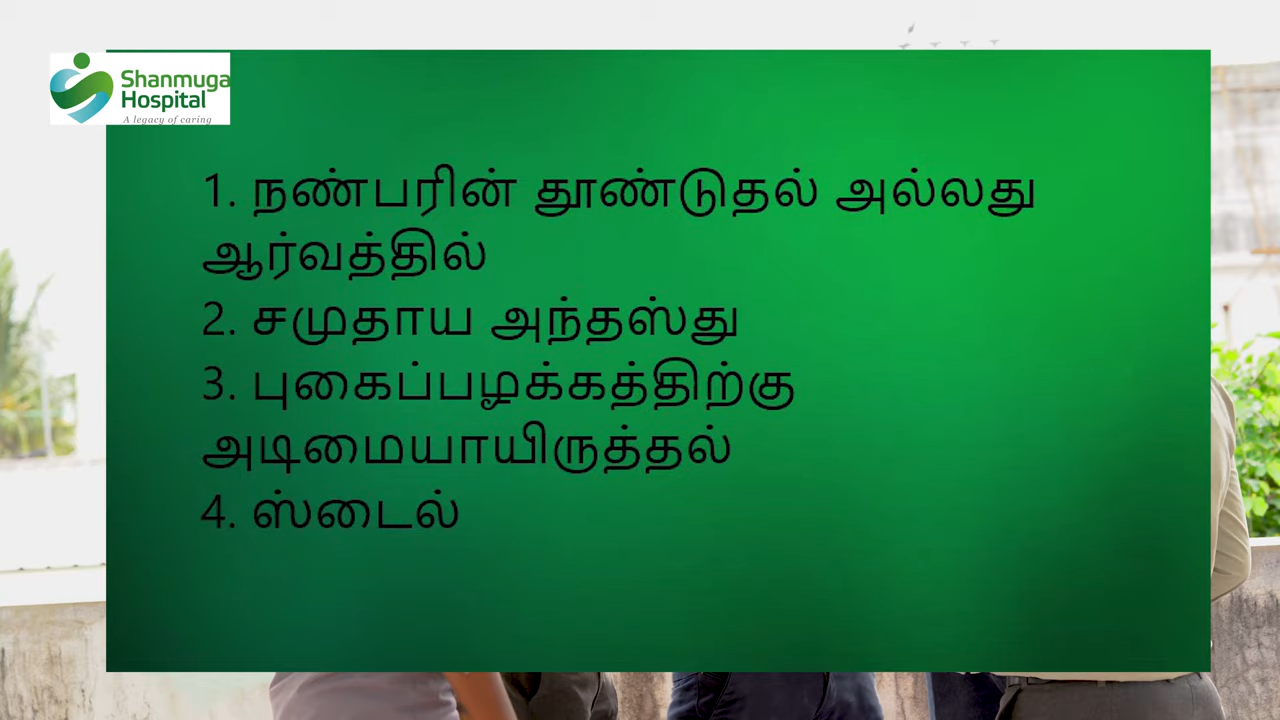 Shanmuga
Hospital
A legacy of caring
1. நண்பரின் தூண்டுதல் அல்லது
ஆர்வத்தில்
2. சமுதாய அந்தஸ்து
3. புகைப்பழக்கத்திற்கு
அடிமையாயிருத்தல்
4. ஸ்டைல்